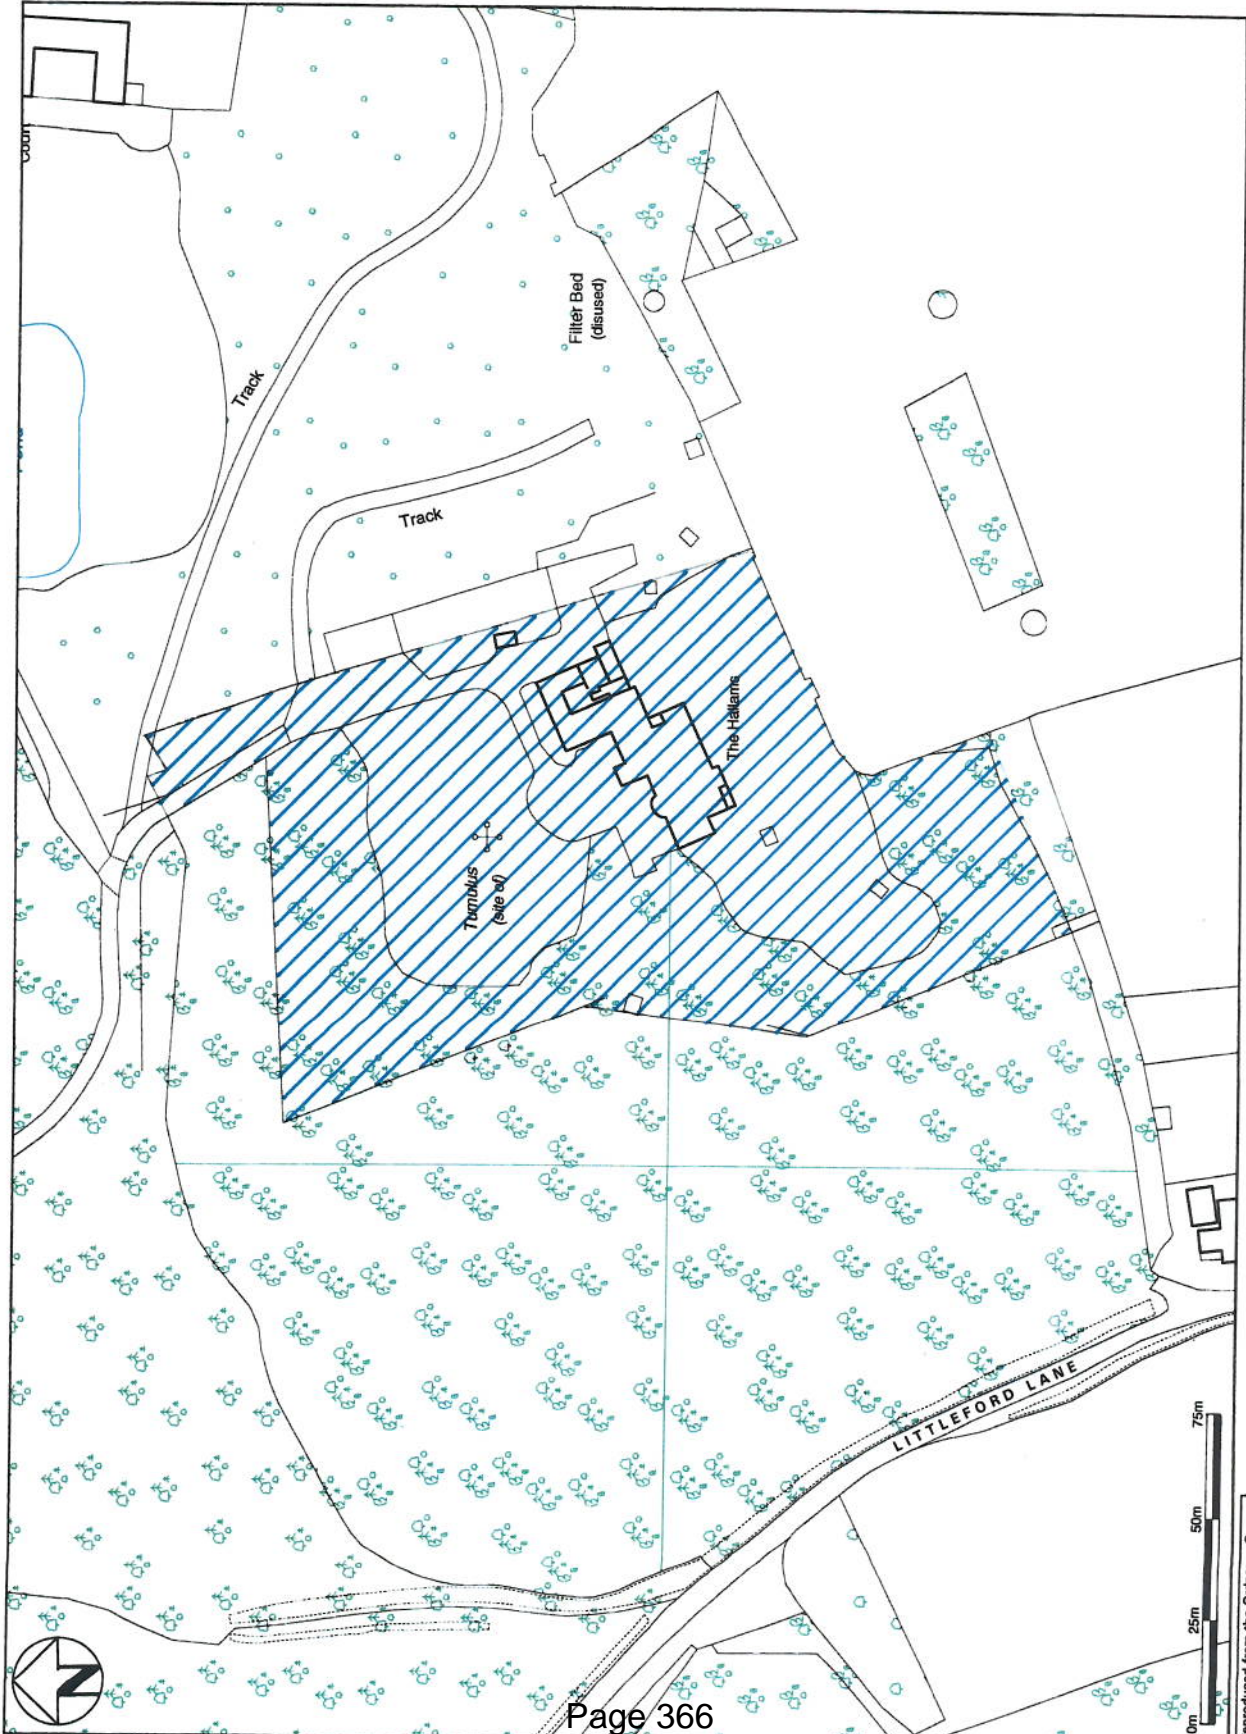 Track
Filter Bed
(disused)
Track
The Hallams
Tumulus
(site of)
LITTLEFORD LANE
N
0m
25m
50m
75m
Page 366